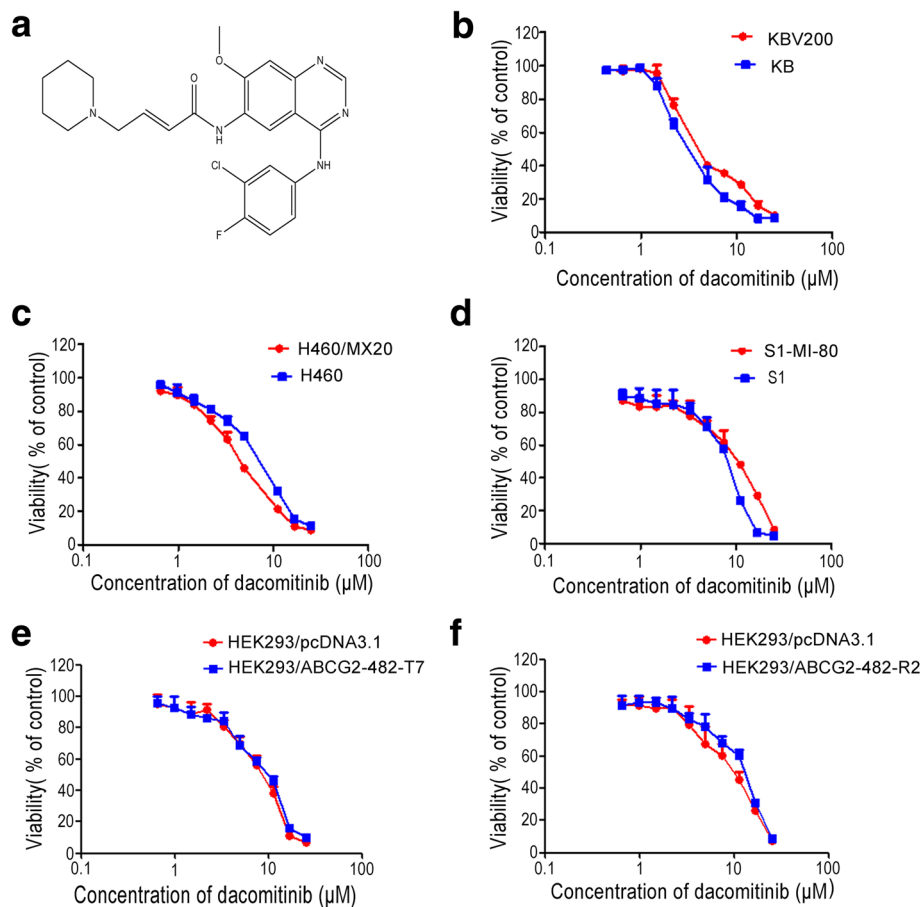 a
O
N
N
O
N
H
N
NH
Cl
F
b
KBV200
KB
Viability( % of control)
120
100
80
60
40
20
0
0.1
1
10
100
Concentration of dacomitinib (μM)
c
H460/MX20
H460
Viability( % of control)
120
100
80
60
40
20
0
0.1
1
10
100
Concentration of dacomitinib (μM)
d
S1-MI-80
S1
Viability( % of control)
120
100
80
60
40
20
0
0.1
1
10
100
Concentration of dacomitinib (μM)
e
HEK293/pcDNA3.1
HEK293/ABCG2-482-T7
Viability( % of control)
120
100
80
60
40
20
0
0.1
1
10
100
Concentration of dacomitinib (μM)
f
HEK293/pcDNA3.1
HEK293/ABCG2-482-R2
Viability( % of control)
120
100
80
60
40
20
0
0.1
1
10
100
Concentration of dacomitinib (μM)